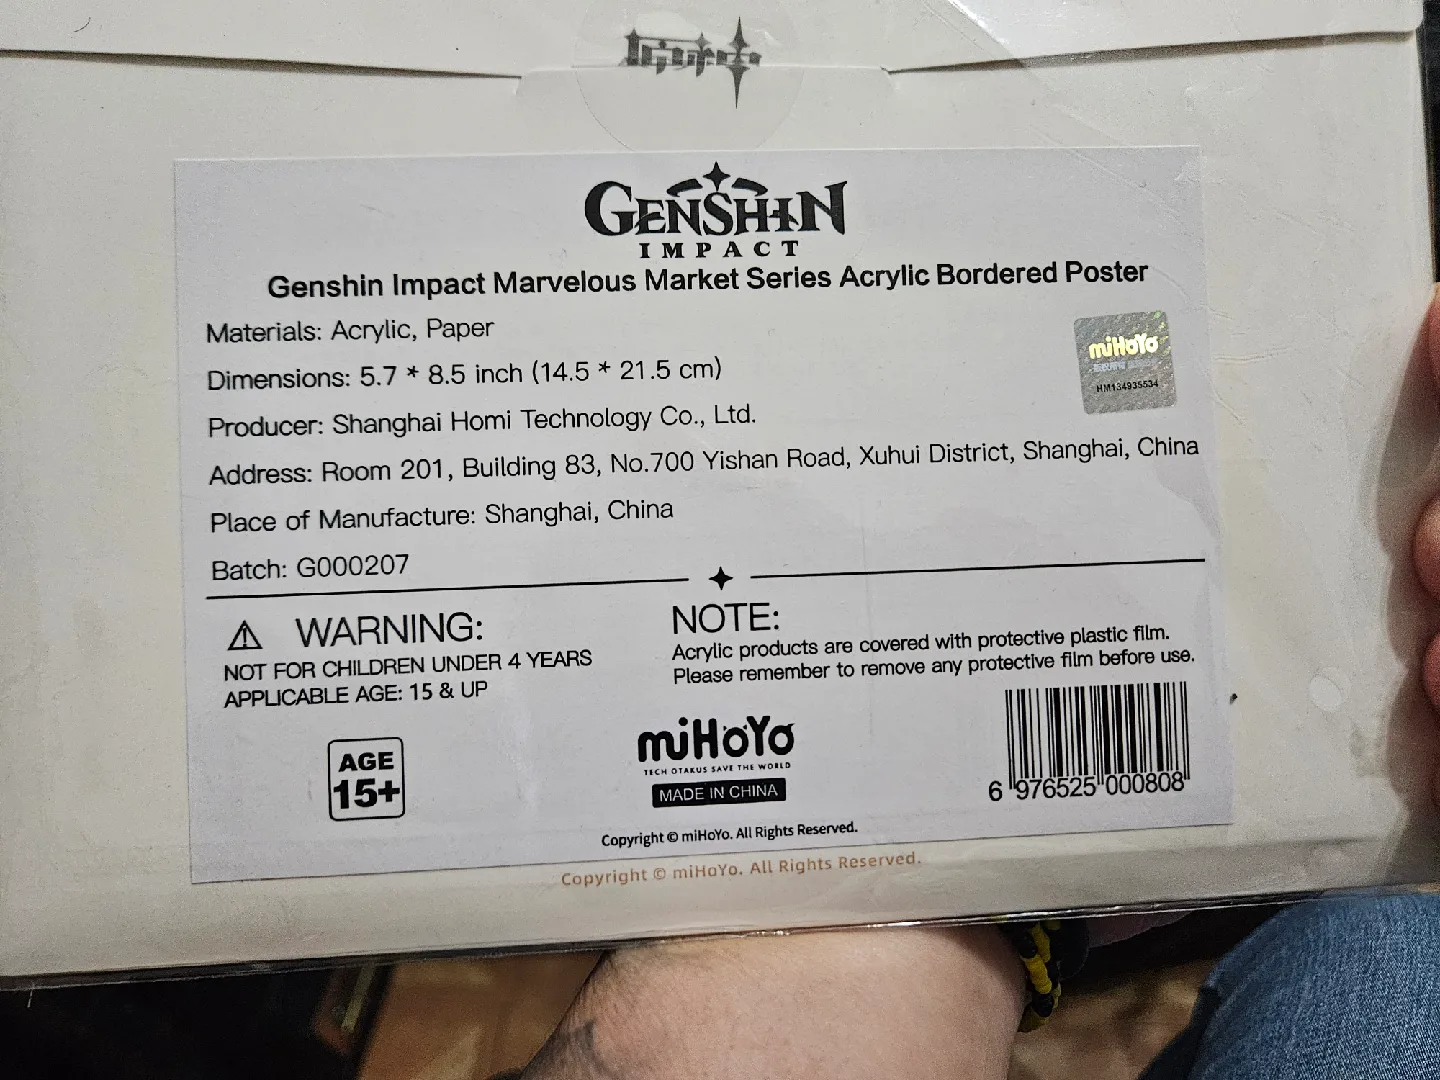 GENSHIN
IMPACT
Genshin Impact Marvelous Market Series Acrylic Bordered Poster
Materials: Acrylic, Paper
Dimensions: 5.7 * 8.5 inch (14.5 * 21.5 cm)
Producer: Shanghai Homi Technology Co., Ltd.
Address: Room 201, Building 83, No.700 Yishan Road, Xuhui District, Shanghai, China
Place of Manufacture: Shanghai, China
Batch: G000207
miHoYo
HM134935534
WARNING:
NOT FOR CHILDREN UNDER 4 YEARS
APPLICABLE AGE: 15 & UP
AGE
15+
NOTE:
Acrylic products are covered with protective plastic film.
Please remember to remove any protective film before use.
miHoYo
TECH OTAKUS SAVE THE WORLD
MADE IN CHINA
6 976525 000808
Copyright © miHoYo. All Rights Reserved.
Copyright © miHoYo. All Rights Reserved.